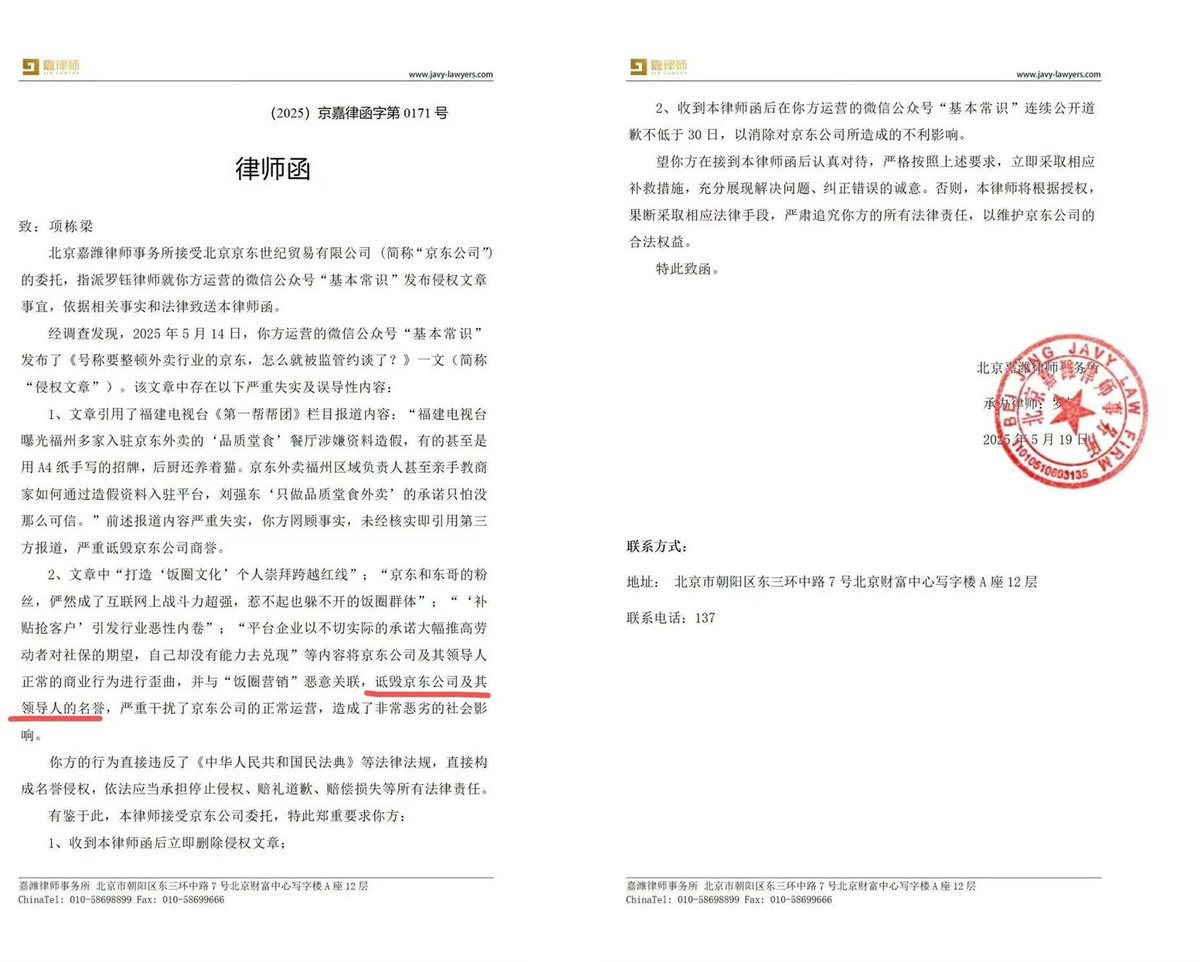 嘉律师
JIA LAWYER
www.javy-lawyers.com
（2025）京嘉律函字第 0171 号
律师函
致：项栋梁
北京嘉潍律师事务所接受北京京东世纪贸易有限公司（简称“京东公司”）
的委托，指派罗钰律师就你方运营的微信公众号“基本常识”发布侵权文章
事宜，依据相关事实和法律致送本律师函。
经调查发现，2025 年 5 月 14 日，你方运营的微信公众号“基本常识”
发布了《号称要整顿外卖行业的京东，怎么就被监管约谈了？》一文（简称
“侵权文章”）。该文章中存在以下严重失实及误导性内容：
1、文章引用了福建电视台《第一帮帮团》栏目报道内容：“福建电视台
曝光福州多家入驻京东外卖的‘品质堂食’餐厅涉嫌资料造假，有的甚至是
用 A4 纸手写的招牌，后厨还养着猫。京东外卖福州区域负责人甚至亲手教商
家如何通过造假资料入驻平台，刘强东‘只做品质堂食外卖’的承诺只怕没
那么可信。”前述报道内容严重失实，你方罔顾事实，未经核实即引用第三
方报道，严重诋毁京东公司商誉。
2、文章中“打造‘饭圈文化’个人崇拜跨越红线”；“京东和东哥的粉
丝，俨然成了互联网上战斗力超强，惹不起也躲不开的饭圈群体”；“‘补
贴抢客户’引发行业恶性内卷”；“平台企业以不切实际的承诺大幅推高劳
动者对社保的期望，自己却没有能力去兑现”等内容将京东公司及其领导人
正常的商业行为进行歪曲，并与“饭圈营销”恶意关联，诋毁京东公司及其
领导人的名誉，严重干扰了京东公司的正常运营，造成了非常恶劣的社会影
响。
你方的行为直接违反了《中华人民共和国民法典》等法律法规，直接构
成名誉侵权，依法应当承担停止侵权、赔礼道歉、赔偿损失等所有法律责任。
有鉴于此，本律师接受京东公司委托，特此郑重要求你方：
1、收到本律师函后立即删除侵权文章；
嘉潍律师事务所 北京市朝阳区东三环中路 7 号北京财富中心写字楼 A 座 12 层
ChinaTel: 010-58698899 Fax: 010-58699666
嘉律师
JIA LAWYER
www.javy-lawyers.com
2、收到本律师函后在你方运营的微信公众号“基本常识”连续公开道
歉不低于 30 日，以消除对京东公司所造成的不利影响。
望你方在接到本律师函后认真对待，严格按照上述要求，立即采取相应
补救措施，充分展现解决问题、纠正错误的诚意。否则，本律师将根据授权，
果断采取相应法律手段，严肃追究你方的所有法律责任，以维护京东公司的
合法权益。
特此致函。
北京嘉潍律师事务所
承办律师：罗钰
2025 年 5 月 19 日
BEI JING JAVY LAW FIRM
北京嘉潍律师事务所
11010510603135
联系方式：
地址： 北京市朝阳区东三环中路 7 号北京财富中心写字楼 A 座 12 层
联系电话：137
嘉潍律师事务所 北京市朝阳区东三环中路 7 号北京财富中心写字楼 A 座 12 层
ChinaTel: 010-58698899 Fax: 010-58699666